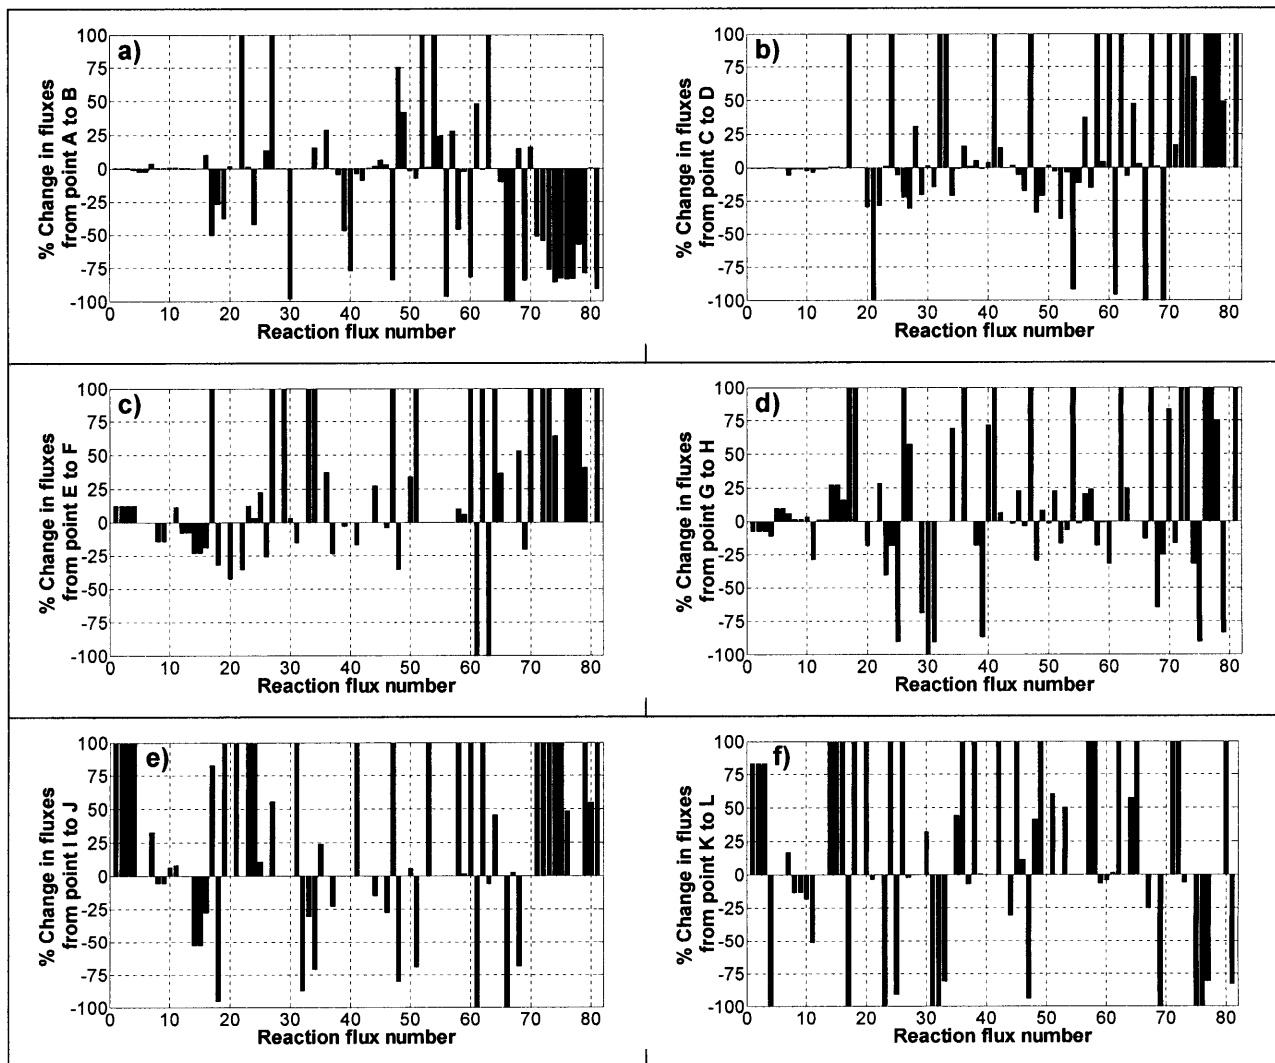 a)
% Change in fluxes
from point A to B
100
75
50
25
0
-25
-50
-75
-100
0 10 20 30 40 50 60 70 80
Reaction flux number
b)
% Change in fluxes
from point C to D
100
75
50
25
0
-25
-50
-75
-100
0 10 20 30 40 50 60 70 80
Reaction flux number
c)
% Change in fluxes
from point E to F
100
75
50
25
0
-25
-50
-75
-100
0 10 20 30 40 50 60 70 80
Reaction flux number
d)
% Change in fluxes
from point G to H
100
75
50
25
0
-25
-50
-75
-100
0 10 20 30 40 50 60 70 80
Reaction flux number
e)
% Change in fluxes
from point I to J
100
75
50
25
0
-25
-50
-75
-100
0 10 20 30 40 50 60 70 80
Reaction flux number
f)
% Change in fluxes
from point K to L
100
75
50
25
0
-25
-50
-75
-100
0 10 20 30 40 50 60 70 80
Reaction flux number